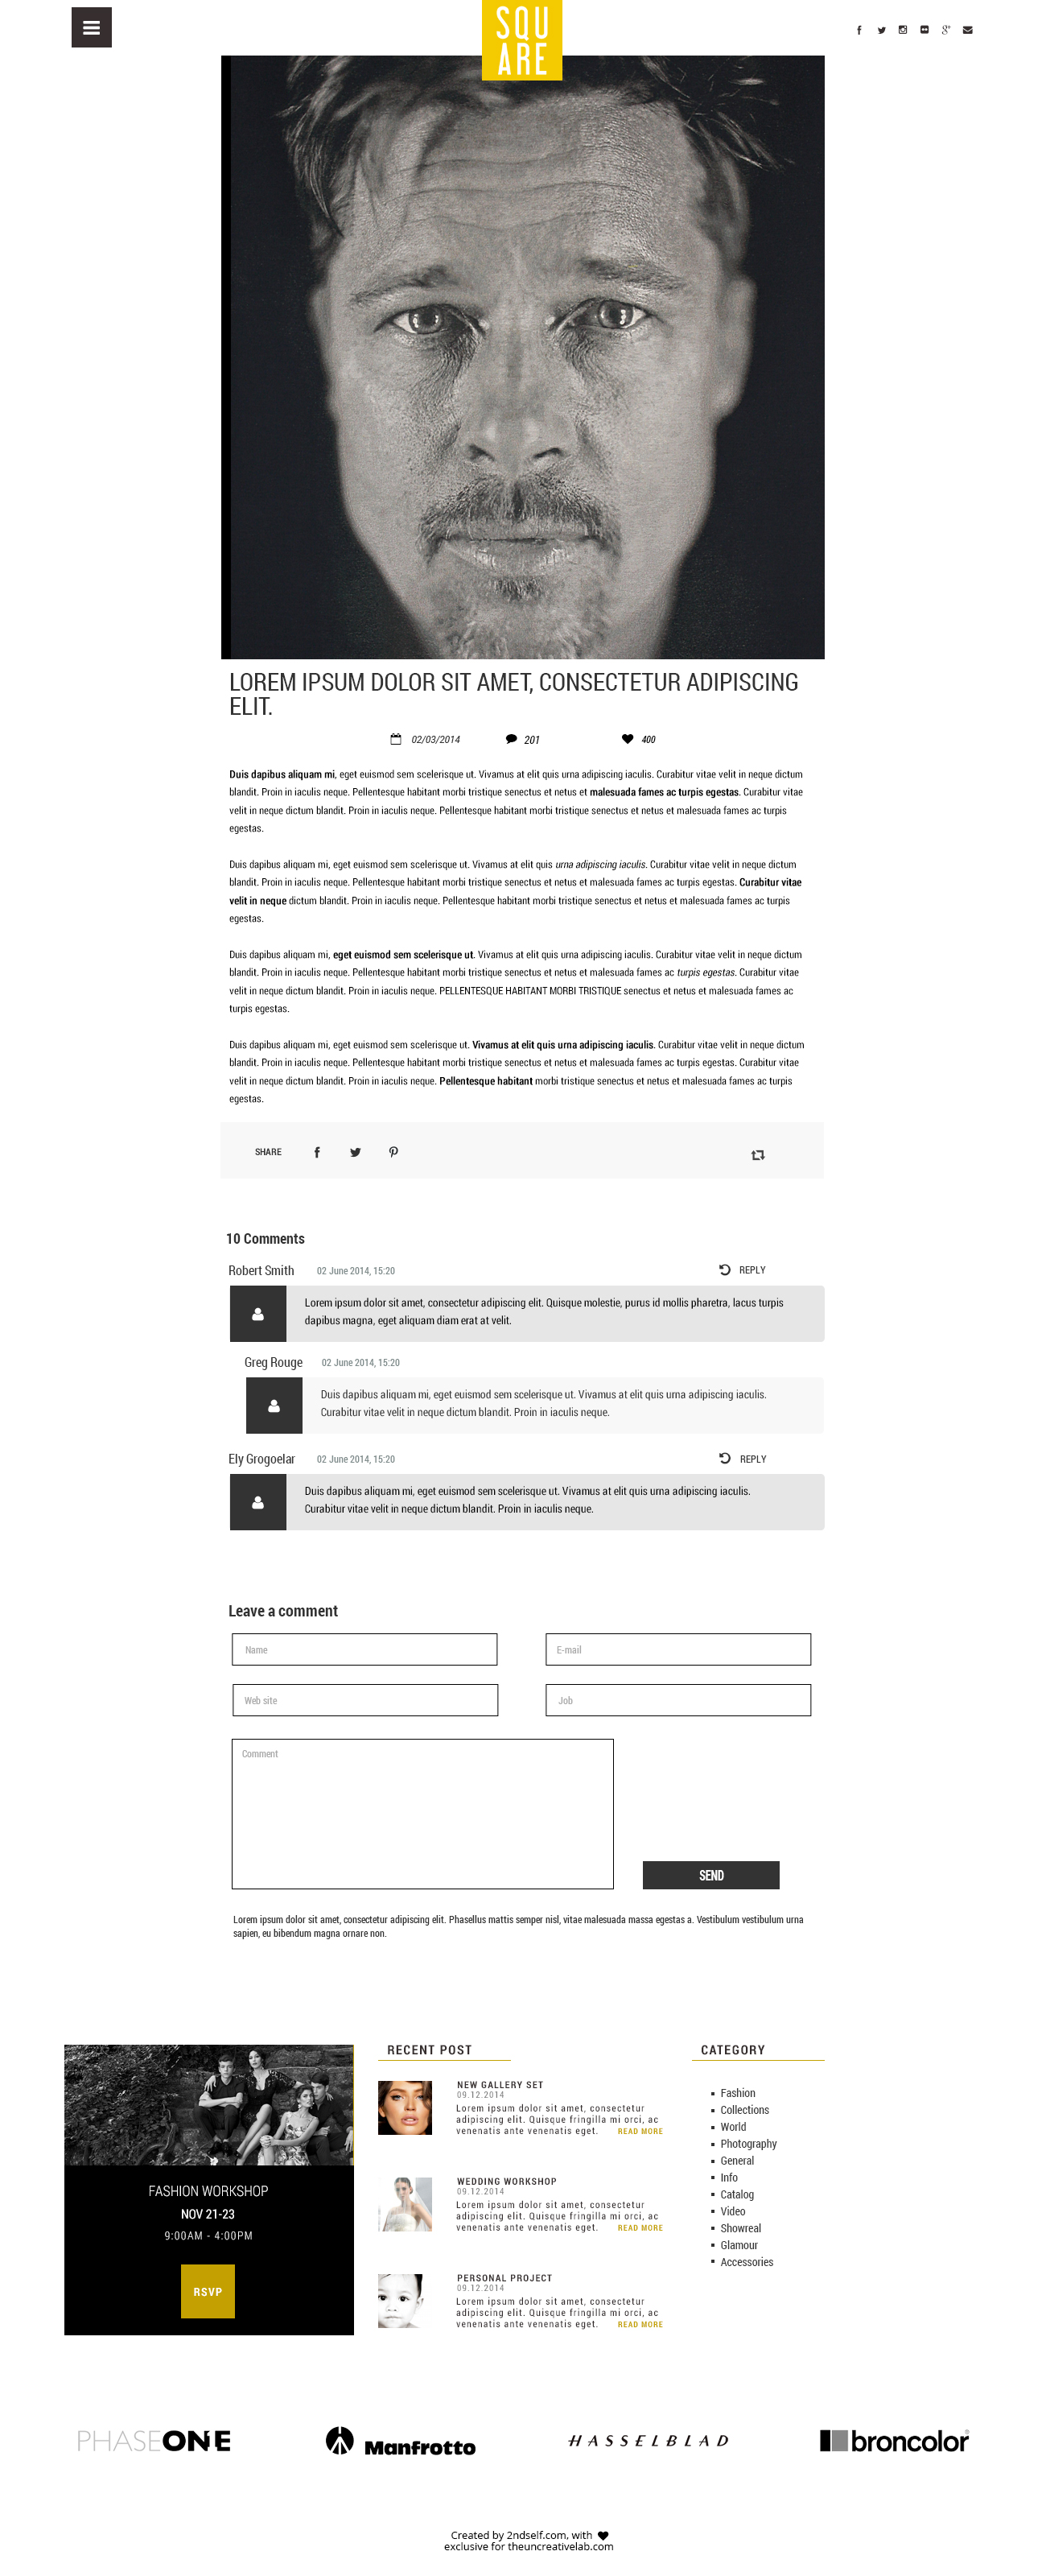 SQU
ARE
LOREM IPSUM DOLOR SIT AMET, CONSECTETUR ADIPISCING
ELIT.
02/03/2014 201 400
Duis dapibus aliquam mi, eget euismod sem scelerisque ut. Vivamus at elit quis urna adipiscing iaculis. Curabitur vitae velit in neque dictum
blandit. Proin in iaculis neque. Pellentesque habitant morbi tristique senectus et netus et malesuada fames ac turpis egestas. Curabitur vitae
velit in neque dictum blandit. Proin in iaculis neque. Pellentesque habitant morbi tristique senectus et netus et malesuada fames ac turpis
egestas.
Duis dapibus aliquam mi, eget euismod sem scelerisque ut. Vivamus at elit quis urna adipiscing iaculis. Curabitur vitae velit in neque dictum
blandit. Proin in iaculis neque. Pellentesque habitant morbi tristique senectus et netus et malesuada fames ac turpis egestas. Curabitur vitae
velit in neque dictum blandit. Proin in iaculis neque. Pellentesque habitant morbi tristique senectus et netus et malesuada fames ac turpis
egestas.
Duis dapibus aliquam mi, eget euismod sem scelerisque ut. Vivamus at elit quis urna adipiscing iaculis. Curabitur vitae velit in neque dictum
blandit. Proin in iaculis neque. Pellentesque habitant morbi tristique senectus et netus et malesuada fames ac turpis egestas. Curabitur vitae
velit in neque dictum blandit. Proin in iaculis neque. PELLENTESQUE HABITANT MORBI TRISTIQUE senectus et netus et malesuada fames ac
turpis egestas.
Duis dapibus aliquam mi, eget euismod sem scelerisque ut. Vivamus at elit quis urna adipiscing iaculis. Curabitur vitae velit in neque dictum
blandit. Proin in iaculis neque. Pellentesque habitant morbi tristique senectus et netus et malesuada fames ac turpis egestas. Curabitur vitae
velit in neque dictum blandit. Proin in iaculis neque. Pellentesque habitant morbi tristique senectus et netus et malesuada fames ac turpis
egestas.
SHARE
10 Comments
Robert Smith 02 June 2014, 15:20 REPLY
Lorem ipsum dolor sit amet, consectetur adipiscing elit. Quisque molestie, purus id mollis pharetra, lacus turpis
dapibus magna, eget aliquam diam erat at velit.
Greg Rouge 02 June 2014, 15:20
Duis dapibus aliquam mi, eget euismod sem scelerisque ut. Vivamus at elit quis urna adipiscing iaculis.
Curabitur vitae velit in neque dictum blandit. Proin in iaculis neque.
Ely Grogoelar 02 June 2014, 15:20 REPLY
Duis dapibus aliquam mi, eget euismod sem scelerisque ut. Vivamus at elit quis urna adipiscing iaculis.
Curabitur vitae velit in neque dictum blandit. Proin in iaculis neque.
Leave a comment
Name E-mail
Web site Job
Comment
SEND
Lorem ipsum dolor sit amet, consectetur adipiscing elit. Phasellus mattis semper nisl, vitae malesuada massa egestas a. Vestibulum vestibulum urna
sapien, eu bibendum magna ornare non.
FASHION WORKSHOP
NOV 21-23
9:00AM - 4:00PM
RSVP
RECENT POST
NEW GALLERY SET
09.12.2014
Lorem ipsum dolor sit amet, consectetur
adipiscing elit. Quisque fringilla mi orci, ac
venenatis ante venenatis eget. READ MORE
WEDDING WORKSHOP
09.12.2014
Lorem ipsum dolor sit amet, consectetur
adipiscing elit. Quisque fringilla mi orci, ac
venenatis ante venenatis eget. READ MORE
PERSONAL PROJECT
09.12.2014
Lorem ipsum dolor sit amet, consectetur
adipiscing elit. Quisque fringilla mi orci, ac
venenatis ante venenatis eget. READ MORE
CATEGORY
Fashion
Collections
World
Photography
General
Info
Catalog
Video
Showreal
Glamour
Accessories
PHASEONE Manfrotto HASSELBLAD broncolor®
Created by 2ndself.com, with
exclusive for theuncreativelab.com